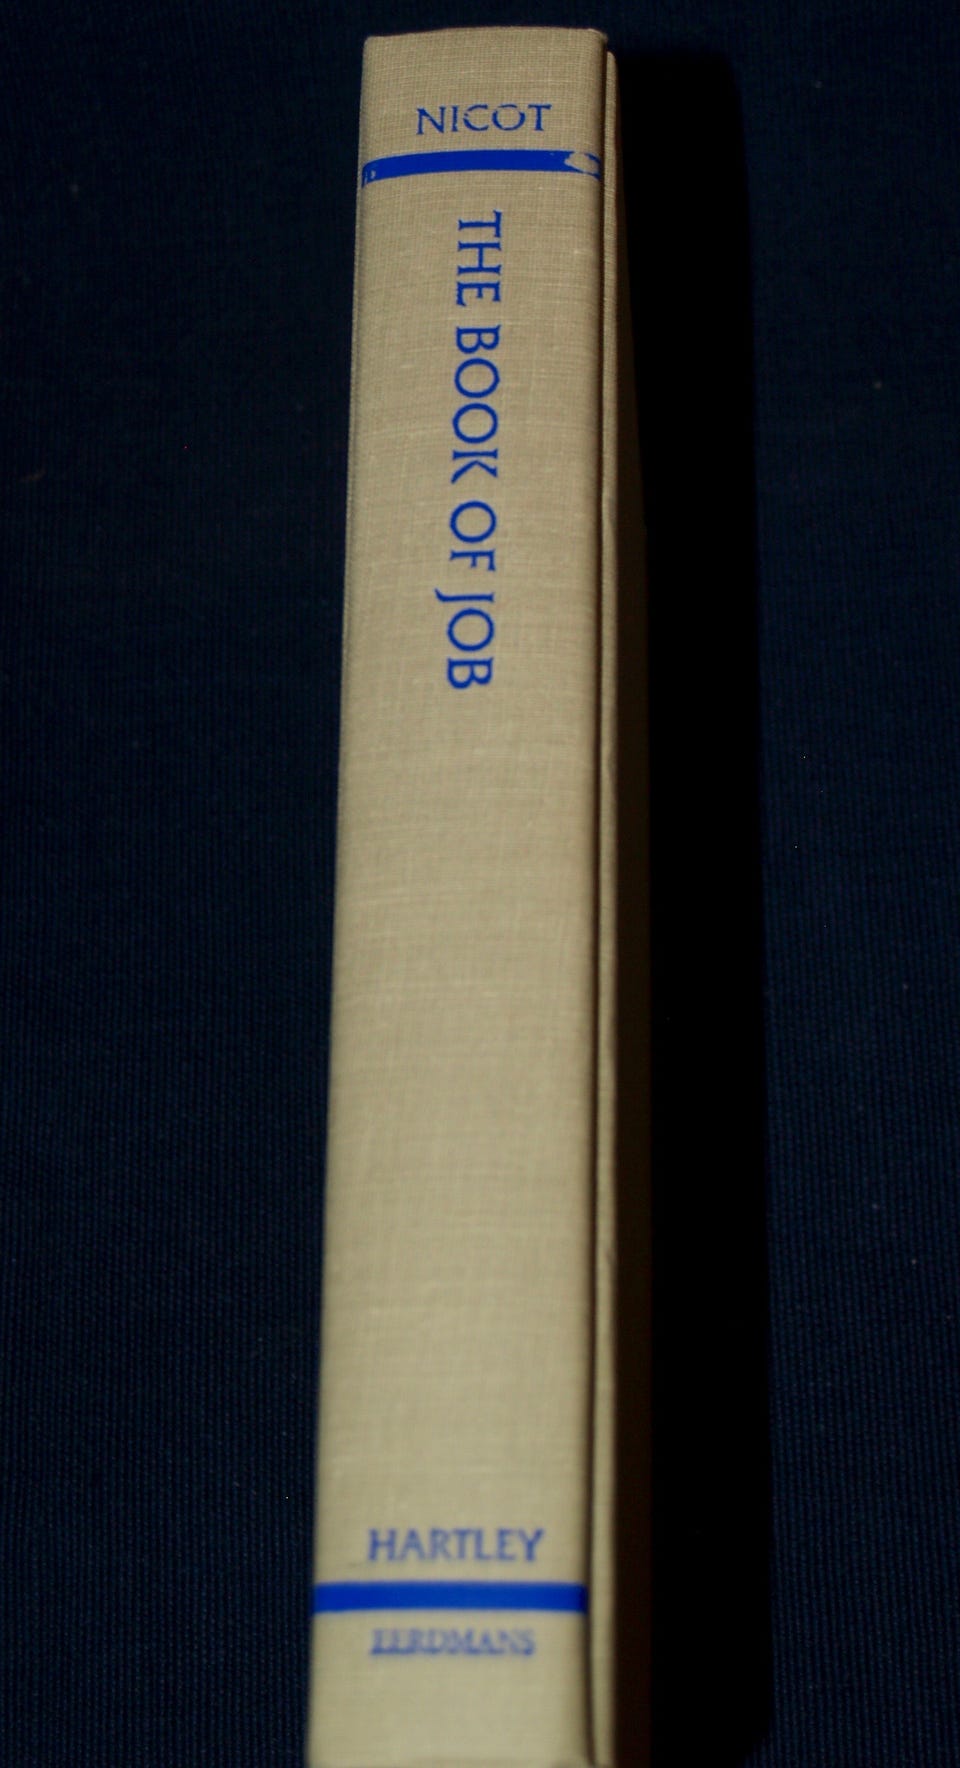 NICOT
THE BOOK OF JOB
HARTLEY
EERDMANS